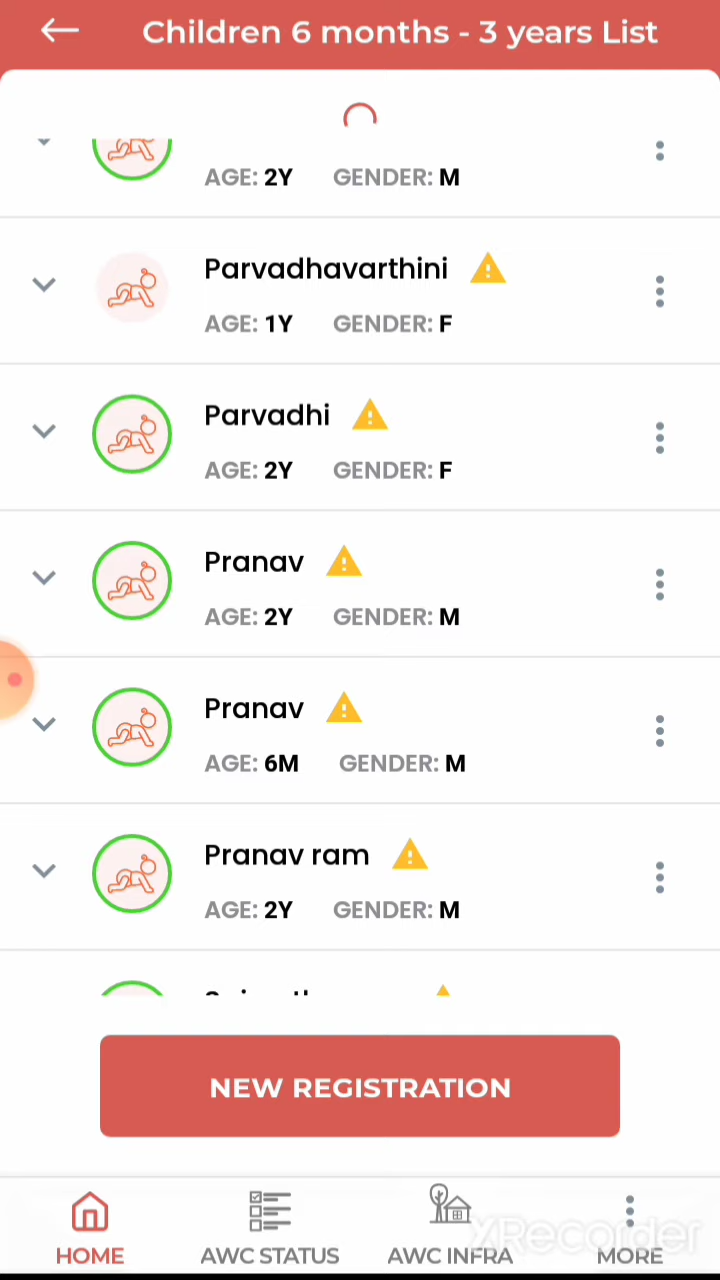 Children 6 months - 3 years List
AGE: 2Y GENDER: M
Parvadhavarthini
AGE: 1Y GENDER: F
Parvadhi
AGE: 2Y GENDER: F
Pranav
AGE: 2Y GENDER: M
Pranav
AGE: 6M GENDER: M
Pranav ram
AGE: 2Y GENDER: M
NEW REGISTRATION
HOME AWC STATUS AWC INFRA MORE
XRecorder